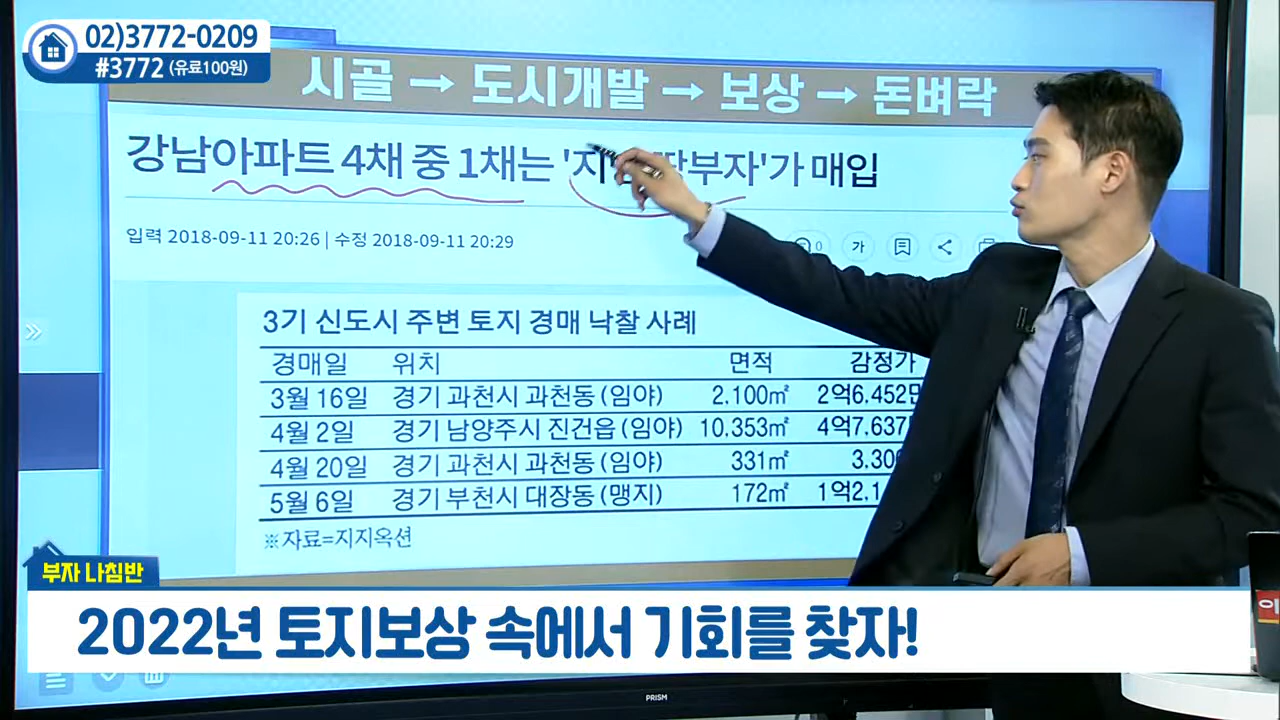 02)3772-0209
#3772 (유료100원)
시골 → 도시개발 → 보상 → 돈벼락
강남아파트 4채 중 1채는 '지 부자'가 매입
입력 2018-09-11 20:26 | 수정 2018-09-11 20:29
0 가
3기 신도시 주변 토지 경매 낙찰 사례
경매일 위치 면적 감정가
3월 16일 경기 과천시 과천동 (임야) 2.100㎡ 2억6.452만
4월 2일 경기 남양주시 진건읍 (임야) 10.353㎡ 4억7.637
4월 20일 경기 과천시 과천동 (임야) 331㎡ 3.30
5월 6일 경기 부천시 대장동 (맹지) 172㎡ 1억2.1
※자료=지지옥션
부자 나침반
2022년 토지보상 속에서 기회를 찾자!
PRISM